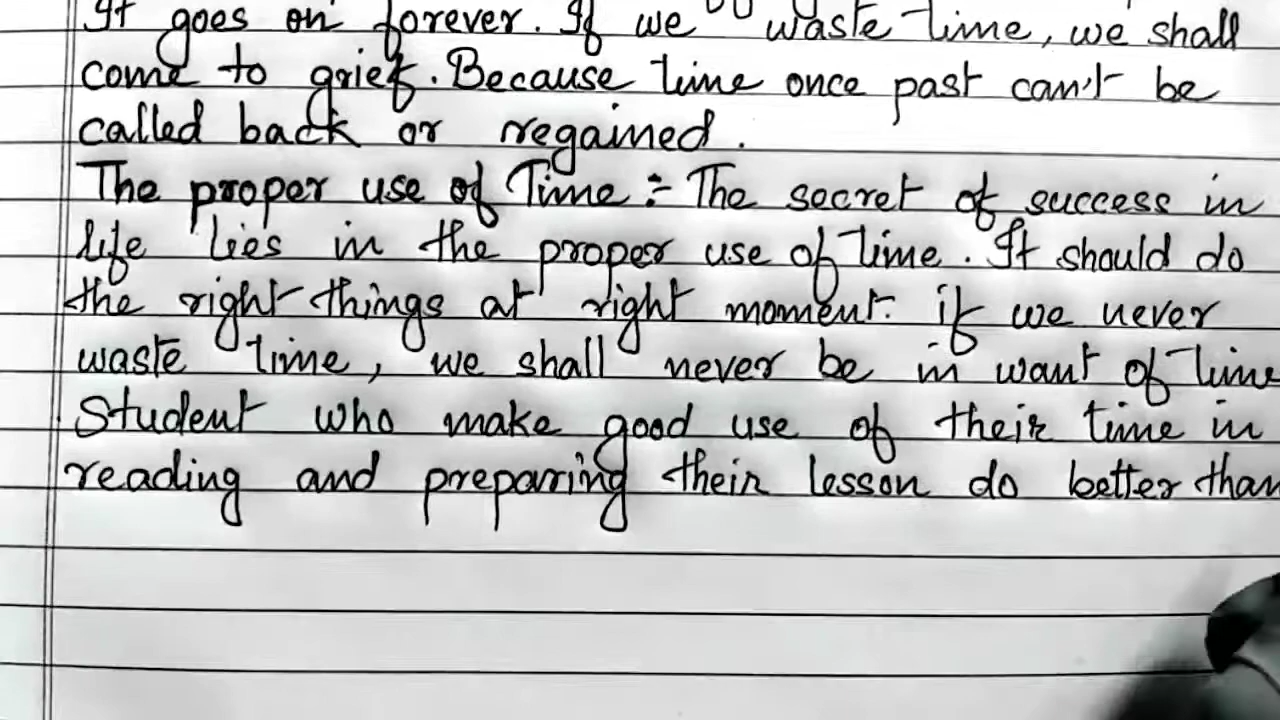 It goes on forever. If we waste time, we shall
come to grief. Because time once past can't be
called back or regained.
The proper use of Time :- The secret of success in
life lies in the proper use of time. It should do
the right things at right moment. if we never
waste time, we shall never be in want of time
Student who make good use of their time in
reading and preparing their lesson do better than